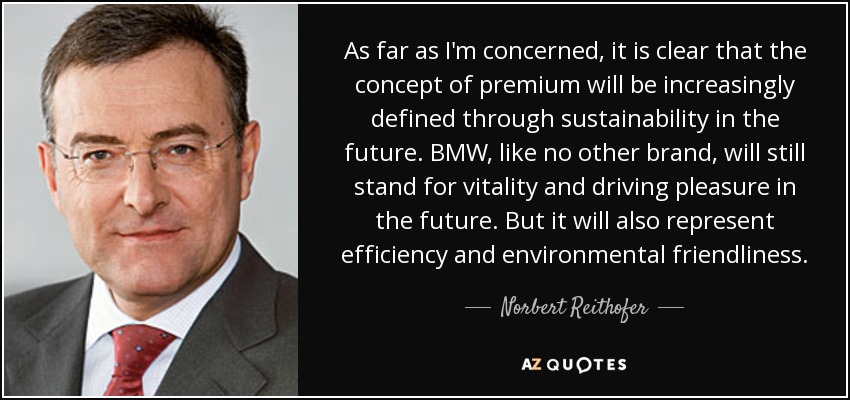 As far as I'm concerned, it is clear that the
concept of premium will be increasingly
defined through sustainability in the
future. BMW, like no other brand, will still
stand for vitality and driving pleasure in
the future. But it will also represent
efficiency and environmental friendliness.
Norbert Reithofer
AZ QUOTES